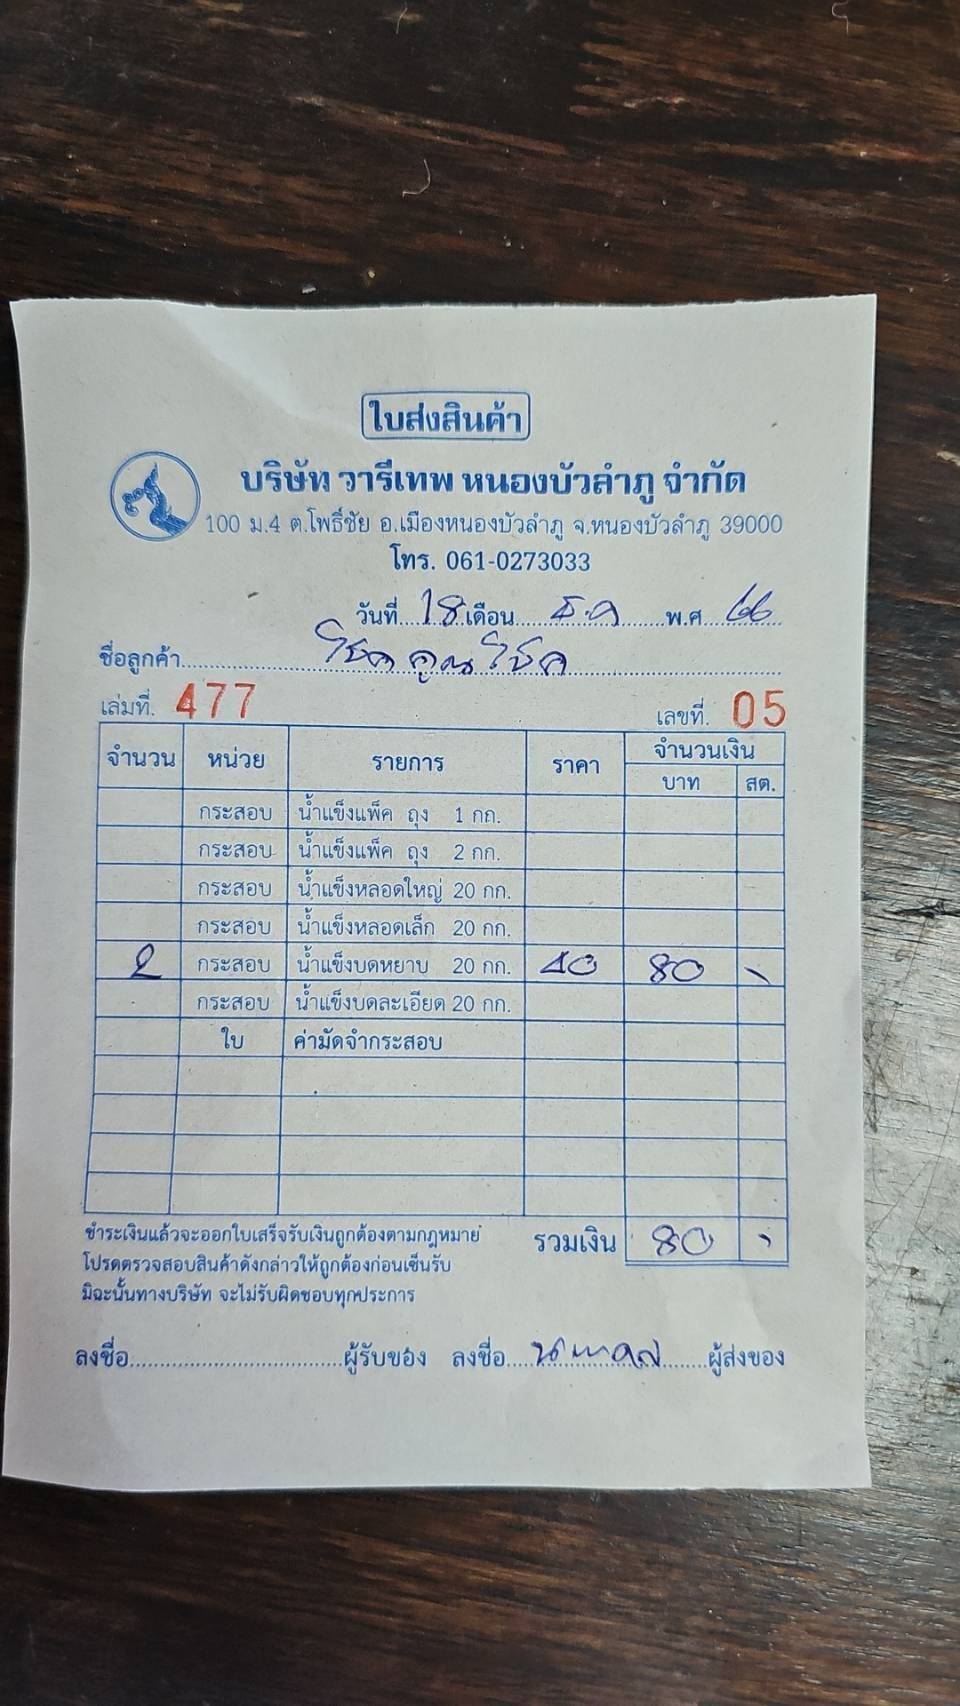 ใบส่งสินค้า
บริษัท วารีเทพ หนองบัวลำภู จำกัด
100 ม.4 ต.โพธิ์ชัย อ.เมืองหนองบัวลำภู จ.หนองบัวลำภู 39000
โทร. 061-0273033
วันที่ 18 เดือน ธ.ค พ.ศ 66
ชื่อลูกค้า โชคคูณโชค
เล่มที่. 477 เลขที่. 05
จำนวน หน่วย รายการ ราคา จำนวนเงิน
บาท สต.
กระสอบ น้ำแข็งแพ็ค ถุง 1 กก.
กระสอบ น้ำแข็งแพ็ค ถุง 2 กก.
กระสอบ น้ำแข็งหลอดใหญ่ 20 กก.
กระสอบ น้ำแข็งหลอดเล็ก 20 กก.
2 กระสอบ น้ำแข็งบดหยาบ 20 กก. 40 80 -
กระสอบ น้ำแข็งบดละเอียด 20 กก.
ใบ ค่ามัดจำกระสอบ
ชำระเงินแล้วจะออกใบเสร็จรับเงินถูกต้องตามกฎหมาย รวมเงิน 80 -
โปรดตรวจสอบสินค้าดังกล่าวให้ถูกต้องก่อนเซ็นรับ
มิฉะนั้นทางบริษัท จะไม่รับผิดชอบทุกประการ
ลงชื่อ ผู้รับของ ลงชื่อ ผู้ส่งของ